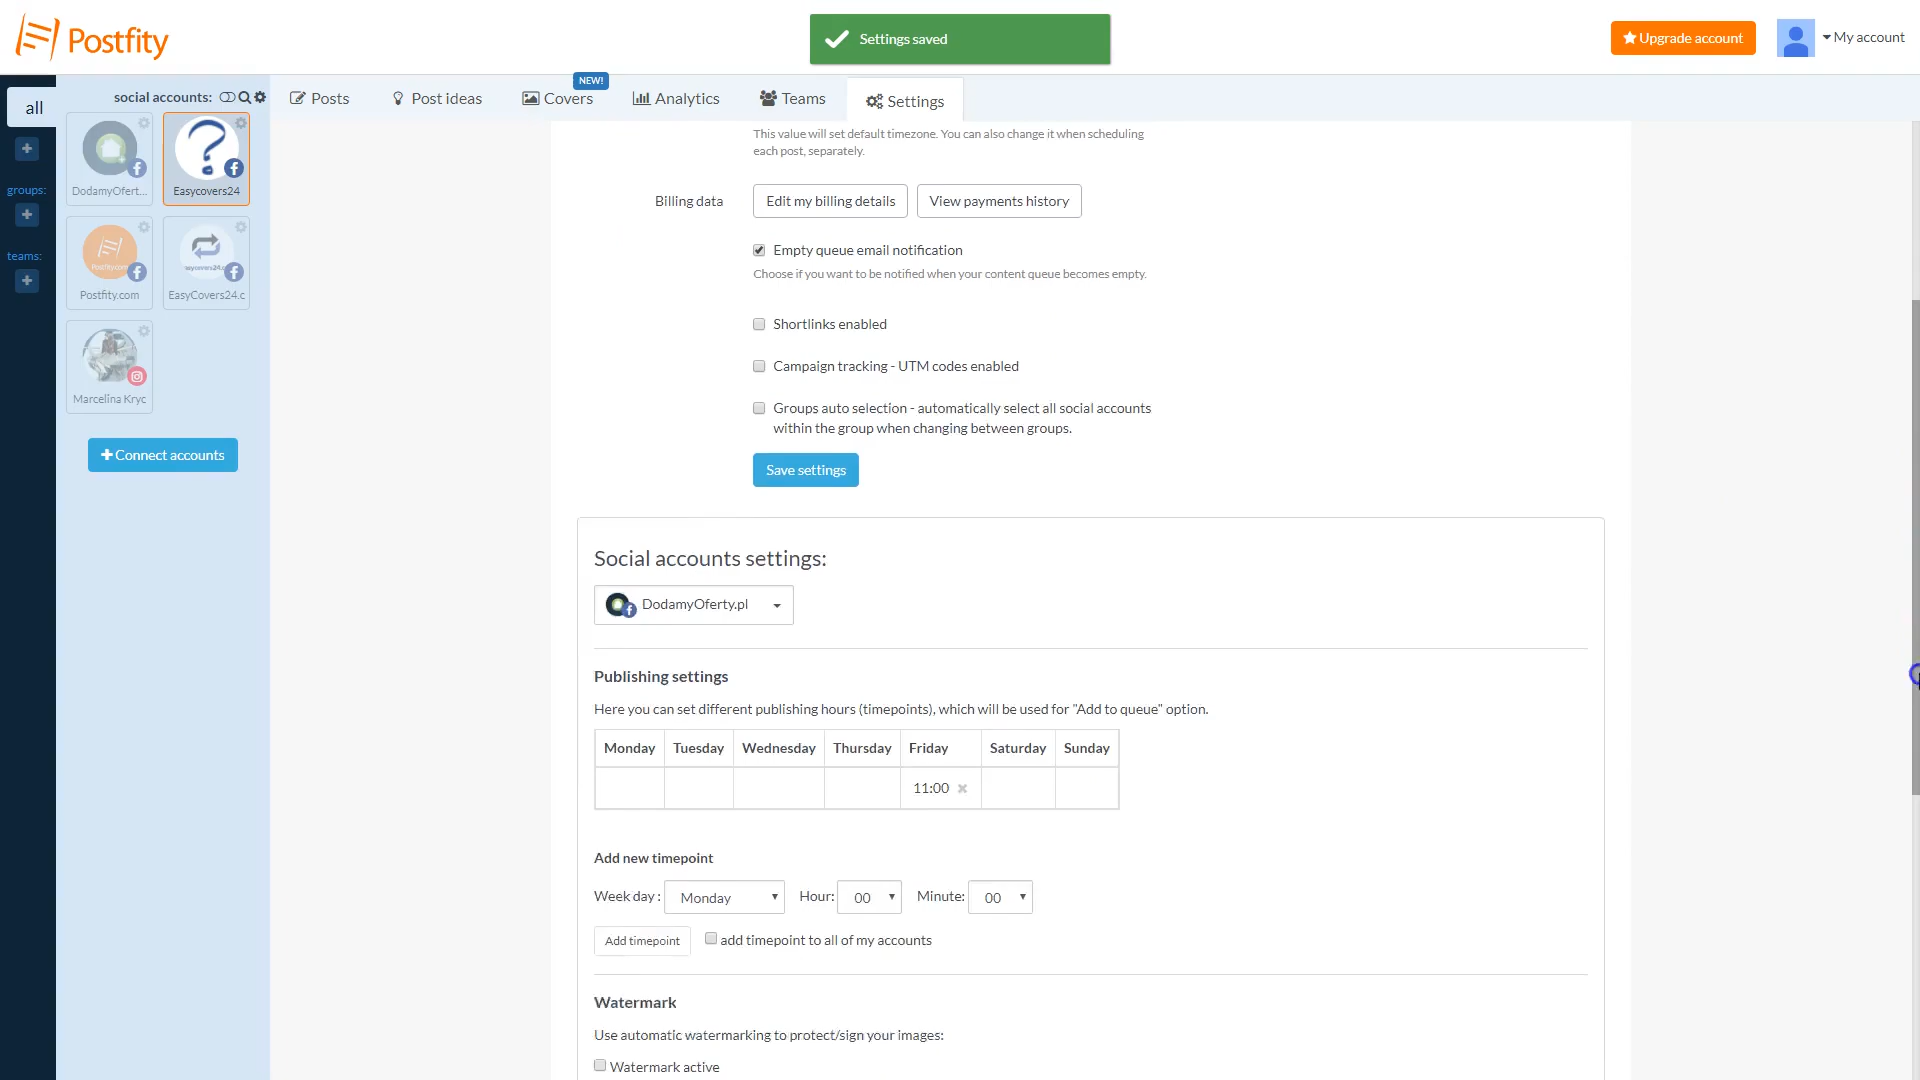 Postfity
Settings saved
Upgrade account
My account
all
social accounts:
Posts
Post ideas
NEW!
Covers
Analytics
Teams
Settings
groups:
teams:
DodamyOfert...
Easycovers24
Postfity.com
EasyCovers24.c
Marcelina Kryc
Connect accounts
This value will set default timezone. You can also change it when scheduling
each post, separately.
Billing data
Edit my billing details
View payments history
Empty queue email notification
Choose if you want to be notified when your content queue becomes empty.
Shortlinks enabled
Campaign tracking - UTM codes enabled
Groups auto selection - automatically select all social accounts
within the group when changing between groups.
Save settings
Social accounts settings:
DodamyOferty.pl
Publishing settings
Here you can set different publishing hours (timepoints), which will be used for "Add to queue" option.
Monday Tuesday Wednesday Thursday Friday Saturday Sunday
11:00
Add new timepoint
Week day : Monday Hour: 00 Minute: 00
Add timepoint
add timepoint to all of my accounts
Watermark
Use automatic watermarking to protect/sign your images:
Watermark active